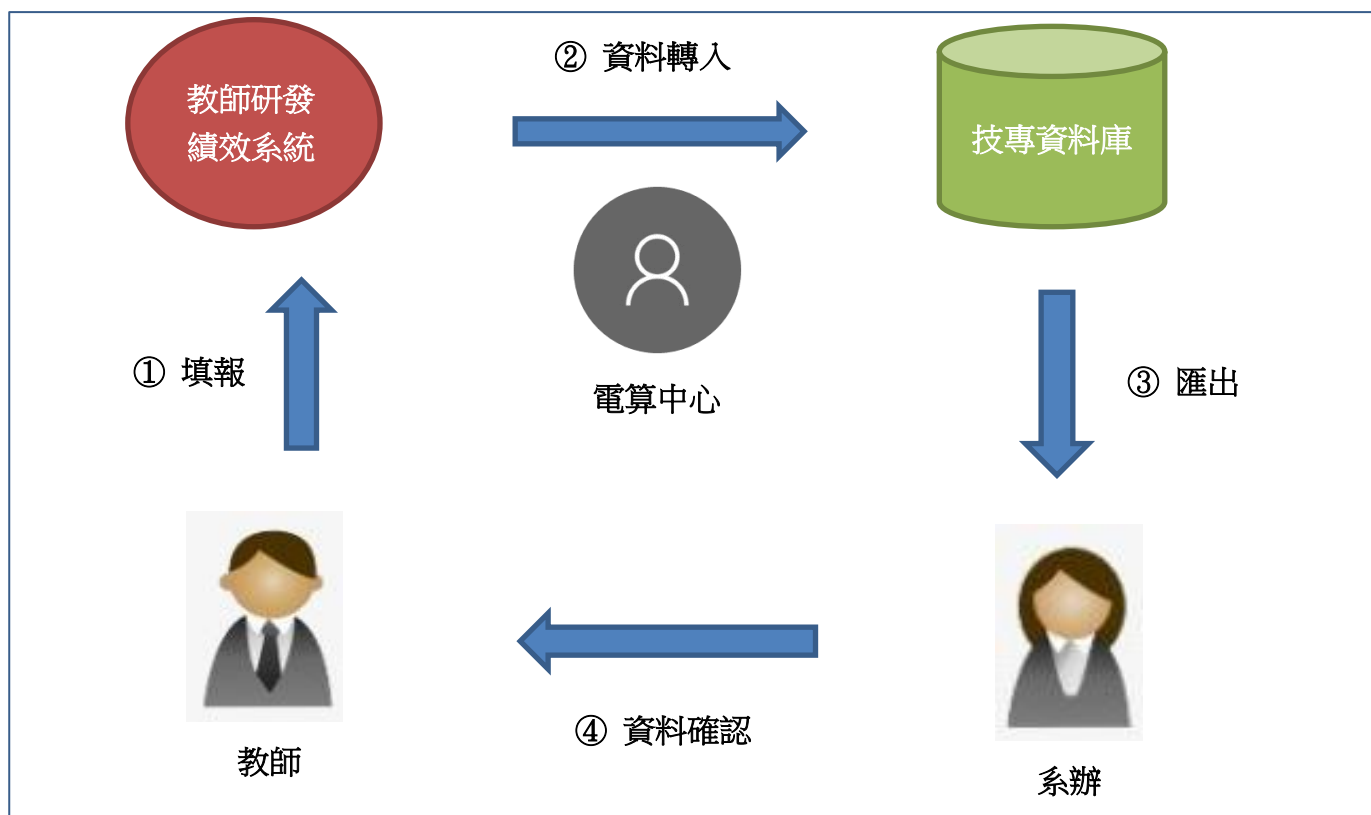 ② 資料轉入
教師研發
績效系統
技專資料庫
① 填報
電算中心
③ 匯出
④ 資料確認
教師
系辦